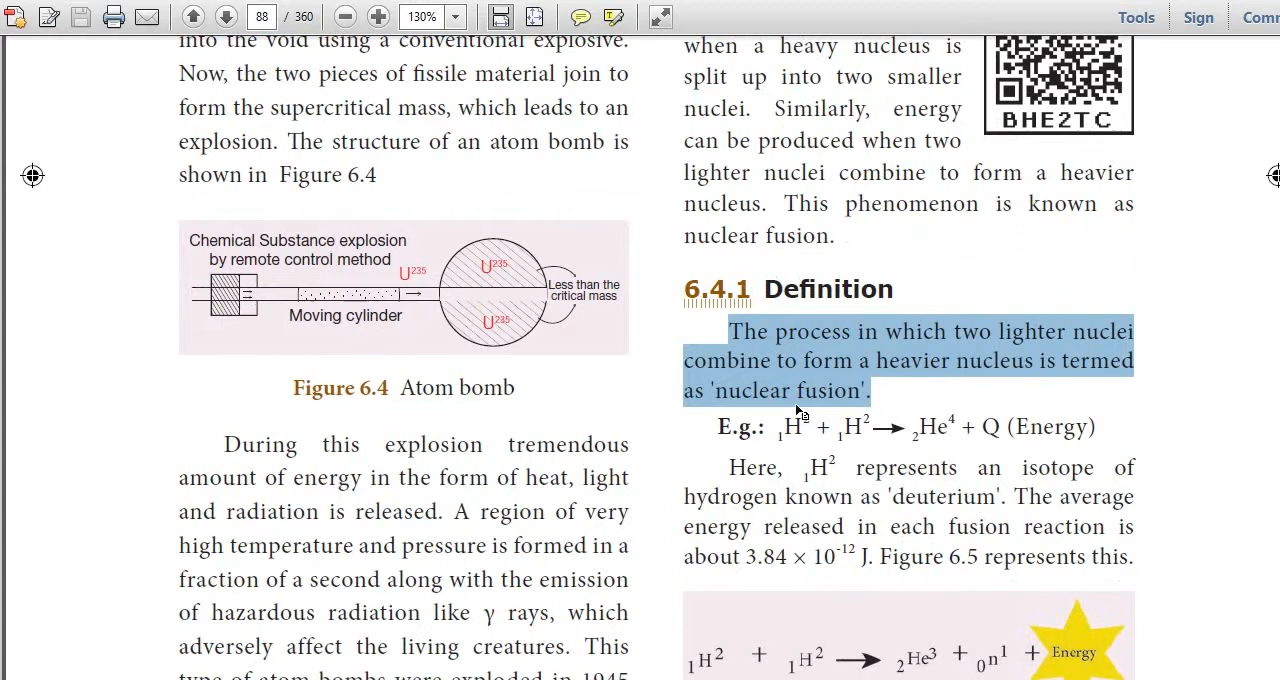 88 / 360 130% Tools Sign Comm
into the void using a conventional explosive.
Now, the two pieces of fissile material join to
form the supercritical mass, which leads to an
explosion. The structure of an atom bomb is
shown in Figure 6.4
Chemical Substance explosion
by remote control method
U²³⁵
U²³⁵
Less than the
critical mass
Moving cylinder
U²³⁵
Figure 6.4 Atom bomb
During this explosion tremendous
amount of energy in the form of heat, light
and radiation is released. A region of very
high temperature and pressure is formed in a
fraction of a second along with the emission
of hazardous radiation like γ rays, which
adversely affect the living creatures. This
type of atom bombs were exploded in 1945
when a heavy nucleus is
split up into two smaller
nuclei. Similarly, energy
can be produced when two
lighter nuclei combine to form a heavier
nucleus. This phenomenon is known as
nuclear fusion.
BHE2TC
6.4.1 Definition
The process in which two lighter nuclei
combine to form a heavier nucleus is termed
as 'nuclear fusion'.
E.g.: ₁H² + ₁H² ⟶ ₂He⁴ + Q (Energy)
Here, ₁H² represents an isotope of
hydrogen known as 'deuterium'. The average
energy released in each fusion reaction is
about 3.84 × 10⁻¹² J. Figure 6.5 represents this.
₁H² + ₁H² ⟶ ₂He³ + ₀n¹ + Energy